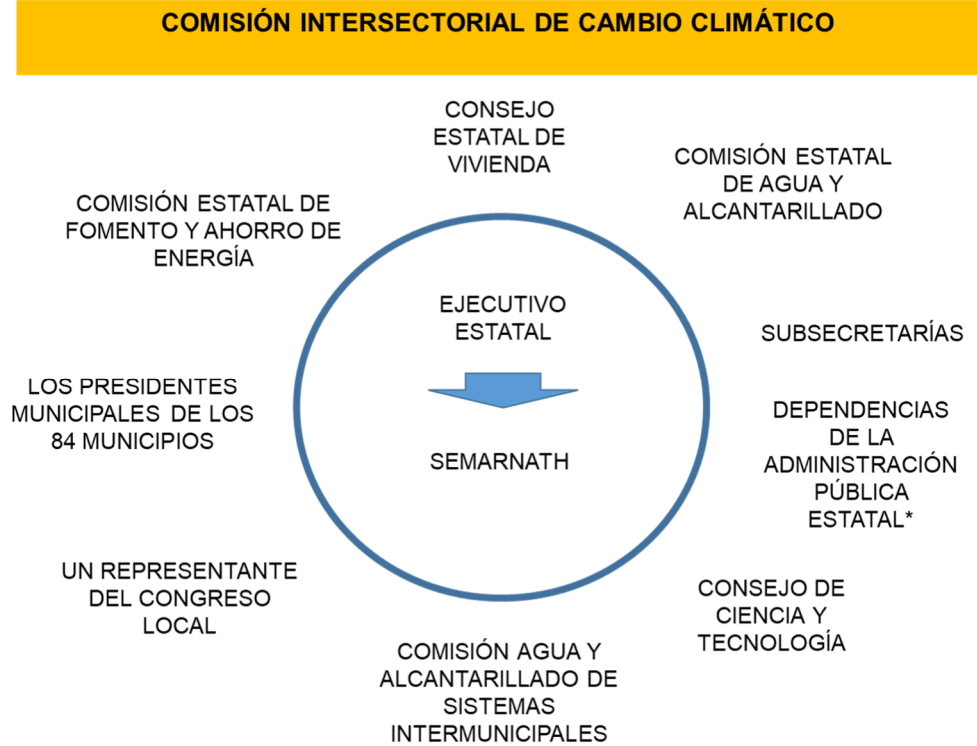 COMISIÓN INTERSECTORIAL DE CAMBIO CLIMÁTICO
CONSEJO
ESTATAL DE
VIVIENDA
COMISIÓN ESTATAL
DE AGUA Y
ALCANTARILLADO
COMISIÓN ESTATAL DE
FOMENTO Y AHORRO DE
ENERGÍA
EJECUTIVO
ESTATAL
SUBSECRETARÍAS
LOS PRESIDENTES
MUNICIPALES DE LOS
84 MUNICIPIOS
SEMARNATH
DEPENDENCIAS
DE LA
ADMINISTRACIÓN
PÚBLICA
ESTATAL*
UN REPRESENTANTE
DEL CONGRESO
LOCAL
CONSEJO DE
CIENCIA Y
TECNOLOGÍA
COMISIÓN AGUA Y
ALCANTARILLADO DE
SISTEMAS
INTERMUNICIPALES